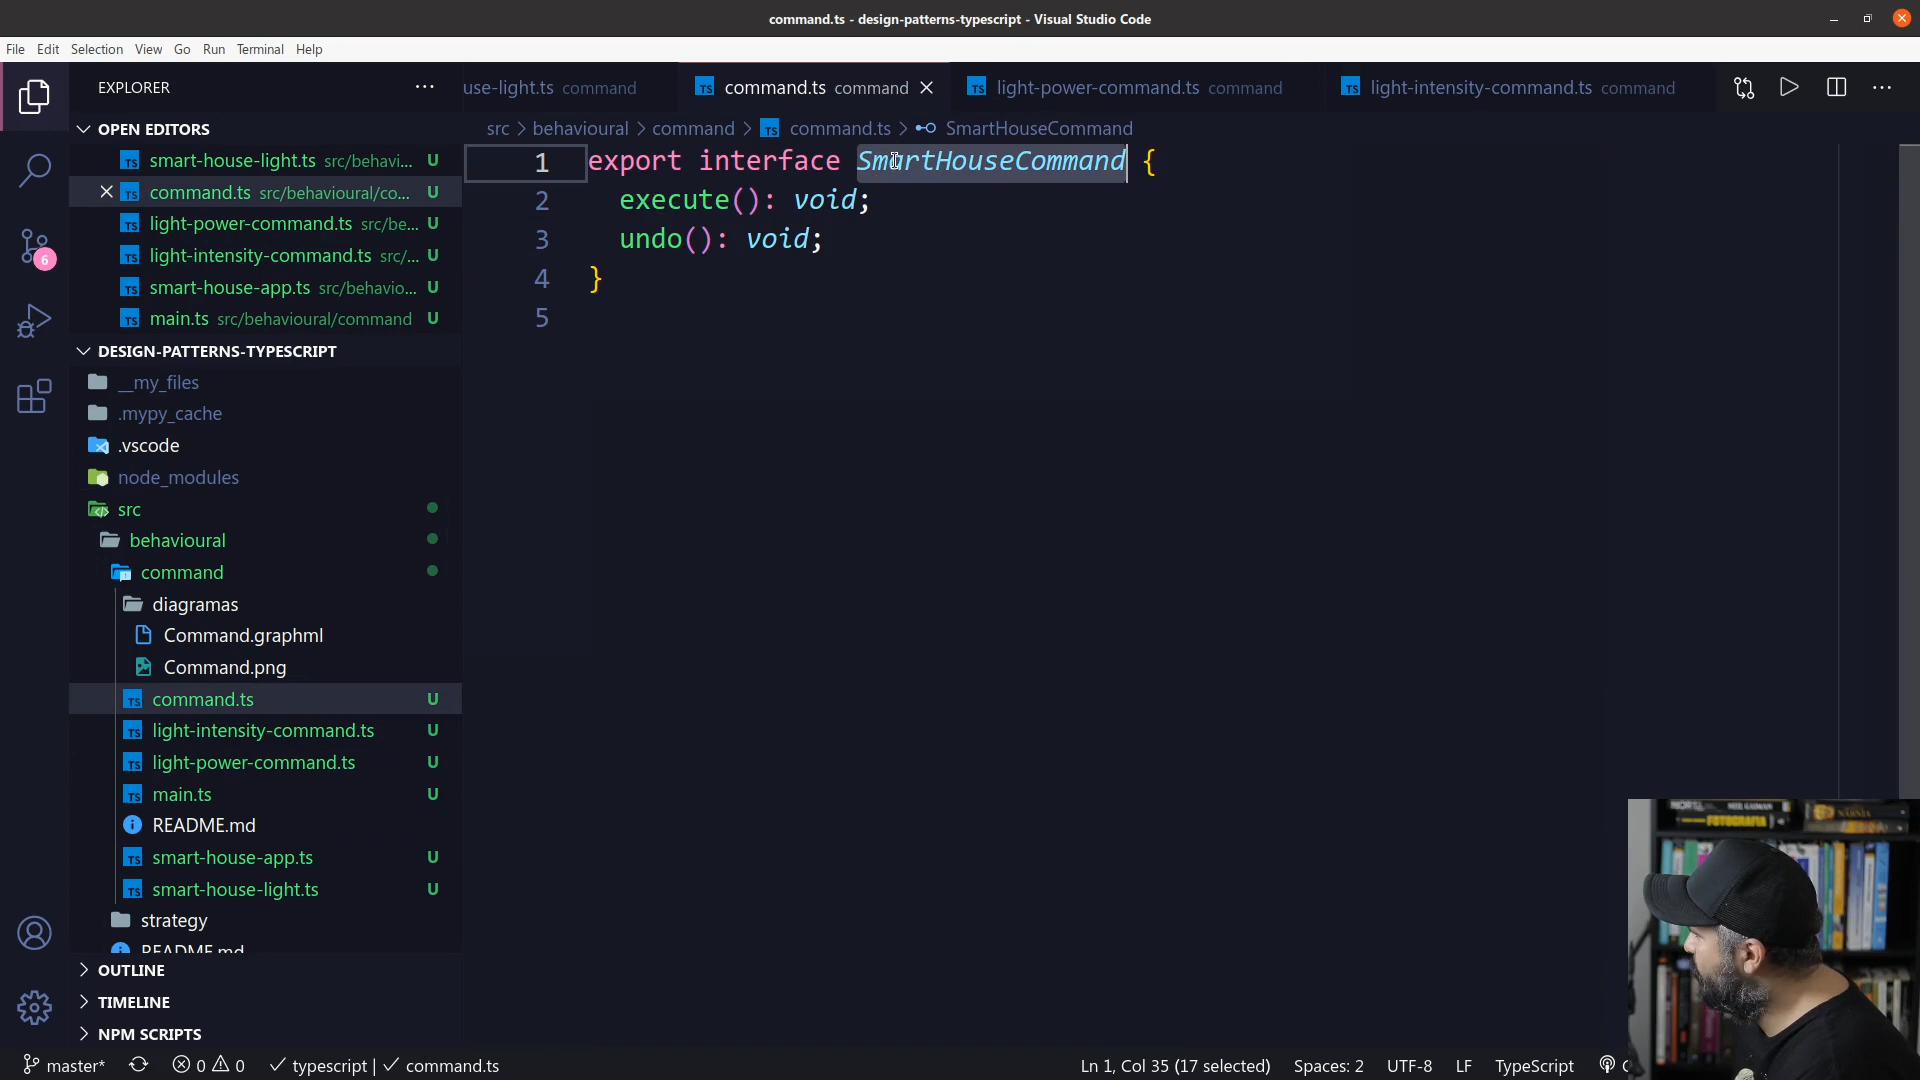 command.ts - design-patterns-typescript - Visual Studio Code
File Edit Selection View Go Run Terminal Help
EXPLORER
use-light.ts command
command.ts command
light-power-command.ts command
light-intensity-command.ts command
OPEN EDITORS
smart-house-light.ts src/behavi... U
command.ts src/behavioural/co... U
light-power-command.ts src/be... U
light-intensity-command.ts src/... U
smart-house-app.ts src/behavio... U
main.ts src/behavioural/command U
DESIGN-PATTERNS-TYPESCRIPT
__my_files
.mypy_cache
.vscode
node_modules
src
behavioural
command
diagramas
Command.graphml
Command.png
command.ts U
light-intensity-command.ts U
light-power-command.ts U
main.ts U
README.md
smart-house-app.ts U
smart-house-light.ts U
strategy
README.md
OUTLINE
TIMELINE
NPM SCRIPTS
6
src > behavioural > command > command.ts > SmartHouseCommand
1 export interface SmartHouseCommand {
2 execute(): void;
3 undo(): void;
4 }
5
FOTOGRAFIA
NARNIA
master* 0 0 typescript | command.ts
Ln 1, Col 35 (17 selected) Spaces: 2 UTF-8 LF TypeScript